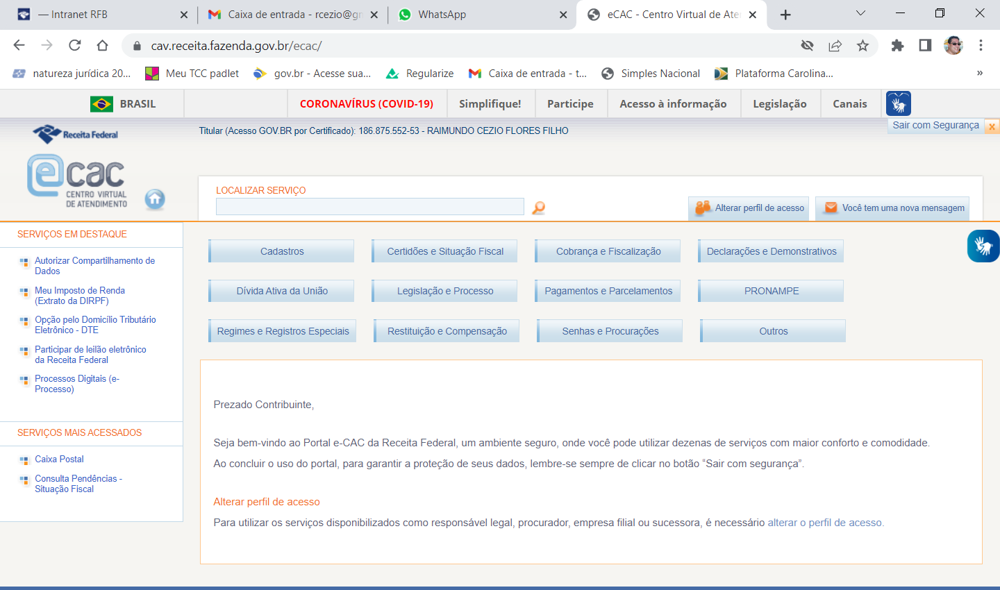 — Intranet RFB
Caixa de entrada - rcezio@gm
WhatsApp
eCAC - Centro Virtual de Ate
cav.receita.fazenda.gov.br/ecac/
natureza jurídica 20...
Meu TCC padlet
gov.br - Acesse sua...
Regularize
Caixa de entrada - t...
Simples Nacional
Plataforma Carolina...
»
BRASIL
CORONAVÍRUS (COVID-19)
Simplifique!
Participe
Acesso à informação
Legislação
Canais
Receita Federal
Titular (Acesso GOV.BR por Certificado): 186.875.552-53 - RAIMUNDO CEZIO FLORES FILHO
Sair com Segurança
x
ecac
CENTRO VIRTUAL
DE ATENDIMENTO
LOCALIZAR SERVIÇO
Alterar perfil de acesso
Você tem uma nova mensagem
SERVIÇOS EM DESTAQUE
Autorizar Compartilhamento de
Dados
Meu Imposto de Renda
(Extrato da DIRPF)
Opção pelo Domicílio Tributário
Eletrônico - DTE
Participar de leilão eletrônico
da Receita Federal
Processos Digitais (e-
Processo)
SERVIÇOS MAIS ACESSADOS
Caixa Postal
Consulta Pendências -
Situação Fiscal
Cadastros
Certidões e Situação Fiscal
Cobrança e Fiscalização
Declarações e Demonstrativos
Dívida Ativa da União
Legislação e Processo
Pagamentos e Parcelamentos
PRONAMPE
Regimes e Registros Especiais
Restituição e Compensação
Senhas e Procurações
Outros
Prezado Contribuinte,
Seja bem-vindo ao Portal e-CAC da Receita Federal, um ambiente seguro, onde você pode utilizar dezenas de serviços com maior conforto e comodidade.
Ao concluir o uso do portal, para garantir a proteção de seus dados, lembre-se sempre de clicar no botão “Sair com segurança”.
Alterar perfil de acesso
Para utilizar os serviços disponibilizados como responsável legal, procurador, empresa filial ou sucessora, é necessário alterar o perfil de acesso.